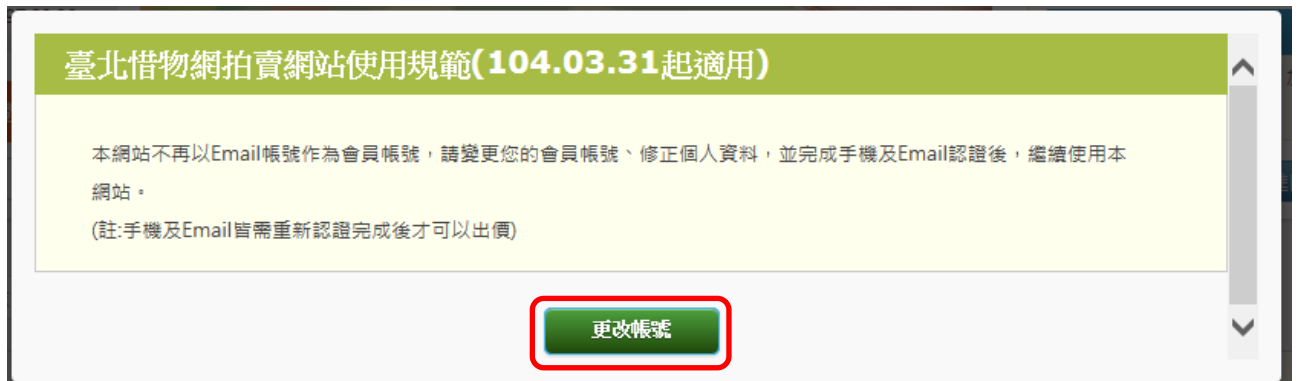 臺北惜物網拍賣網站使用規範(104.03.31起適用)
本網站不再以Email帳號作為會員帳號，請變更您的會員帳號、修正個人資料，並完成手機及Email認證後，繼續使用本
網站。
(註:手機及Email皆需重新認證完成後才可以出價)
更改帳號